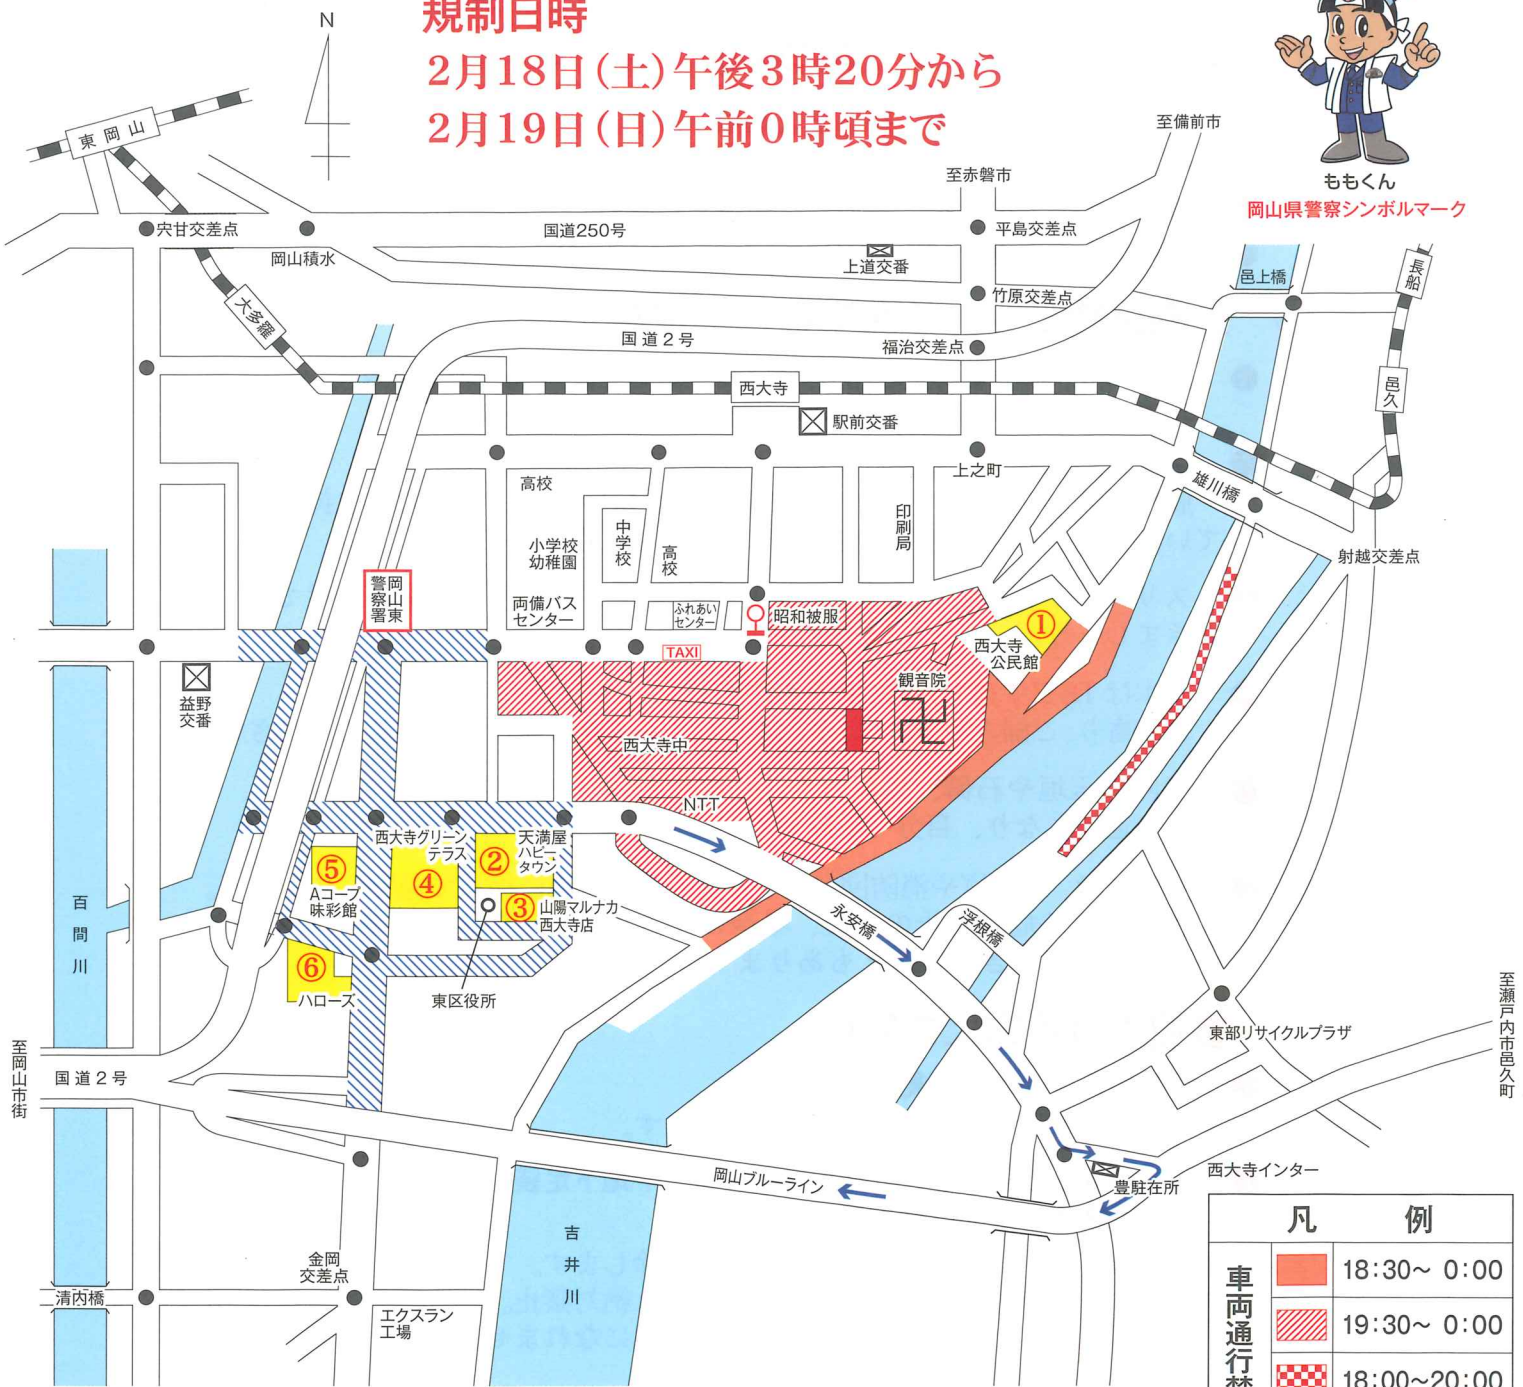 規制日時
2月18日(土)午後3時20分から
2月19日(日)午前0時頃まで
N
ももくん
岡山県警察シンボルマーク
東岡山
至備前市
至赤磐市
宍甘交差点
岡山積水
国道250号
平島交差点
上道交番
竹原交差点
邑上橋
長船
大多羅
国道2号
福治交差点
西大寺
駅前交番
邑久
上之町
雄川橋
高校
印刷局
中学校
小学校
幼稚園
高校
射越交差点
岡山東
警察署
両備バス
センター
ふれあい
センター
昭和被服
①
西大寺
公民館
TAXI
観音院
益野
交番
西大寺中
NTT
西大寺グリーン
テラス
天満屋
ハピー
タウン
②
⑤
④
Aコープ
味彩館
③
山陽マルナカ
西大寺店
永安橋
浮根橋
百間川
⑥
ハローズ
東区役所
至瀬戸内市邑久町
東部リサイクルプラザ
至岡山市街
国道2号
岡山ブルーライン
豊駐在所
西大寺インター
吉井川
金岡
交差点
清内橋
エクスラン
工場
凡例
車両通行禁
18:30~ 0:00
19:30~ 0:00
18:00~20:00